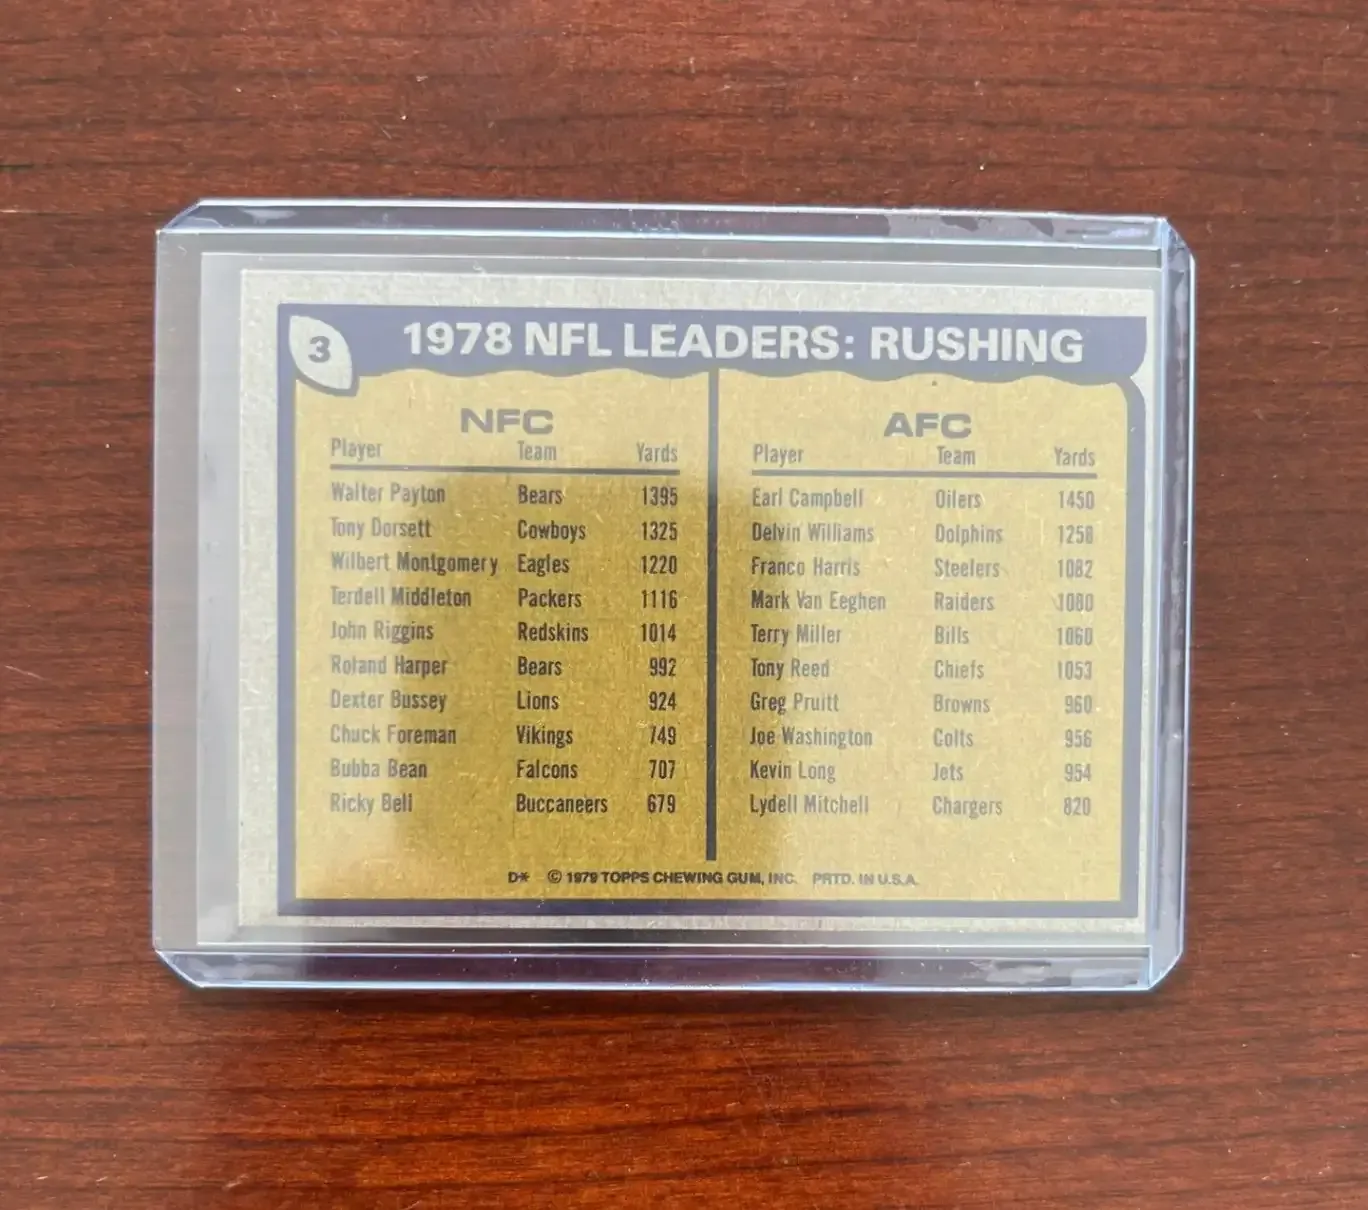 3
1978 NFL LEADERS: RUSHING
NFC
Player Team Yards
Walter Payton Bears 1395
Tony Dorsett Cowboys 1325
Wilbert Montgomery Eagles 1220
Terdell Middleton Packers 1116
John Riggins Redskins 1014
Roland Harper Bears 992
Dexter Bussey Lions 924
Chuck Foreman Vikings 749
Bubba Bean Falcons 707
Ricky Bell Buccaneers 679
AFC
Player Team Yards
Earl Campbell Oilers 1450
Delvin Williams Dolphins 1258
Franco Harris Steelers 1082
Mark Van Eeghen Raiders 1080
Terry Miller Bills 1060
Tony Reed Chiefs 1053
Greg Pruitt Browns 960
Joe Washington Colts 956
Kevin Long Jets 954
Lydell Mitchell Chargers 820
D* © 1979 TOPPS CHEWING GUM, INC. PRTD. IN U.S.A.